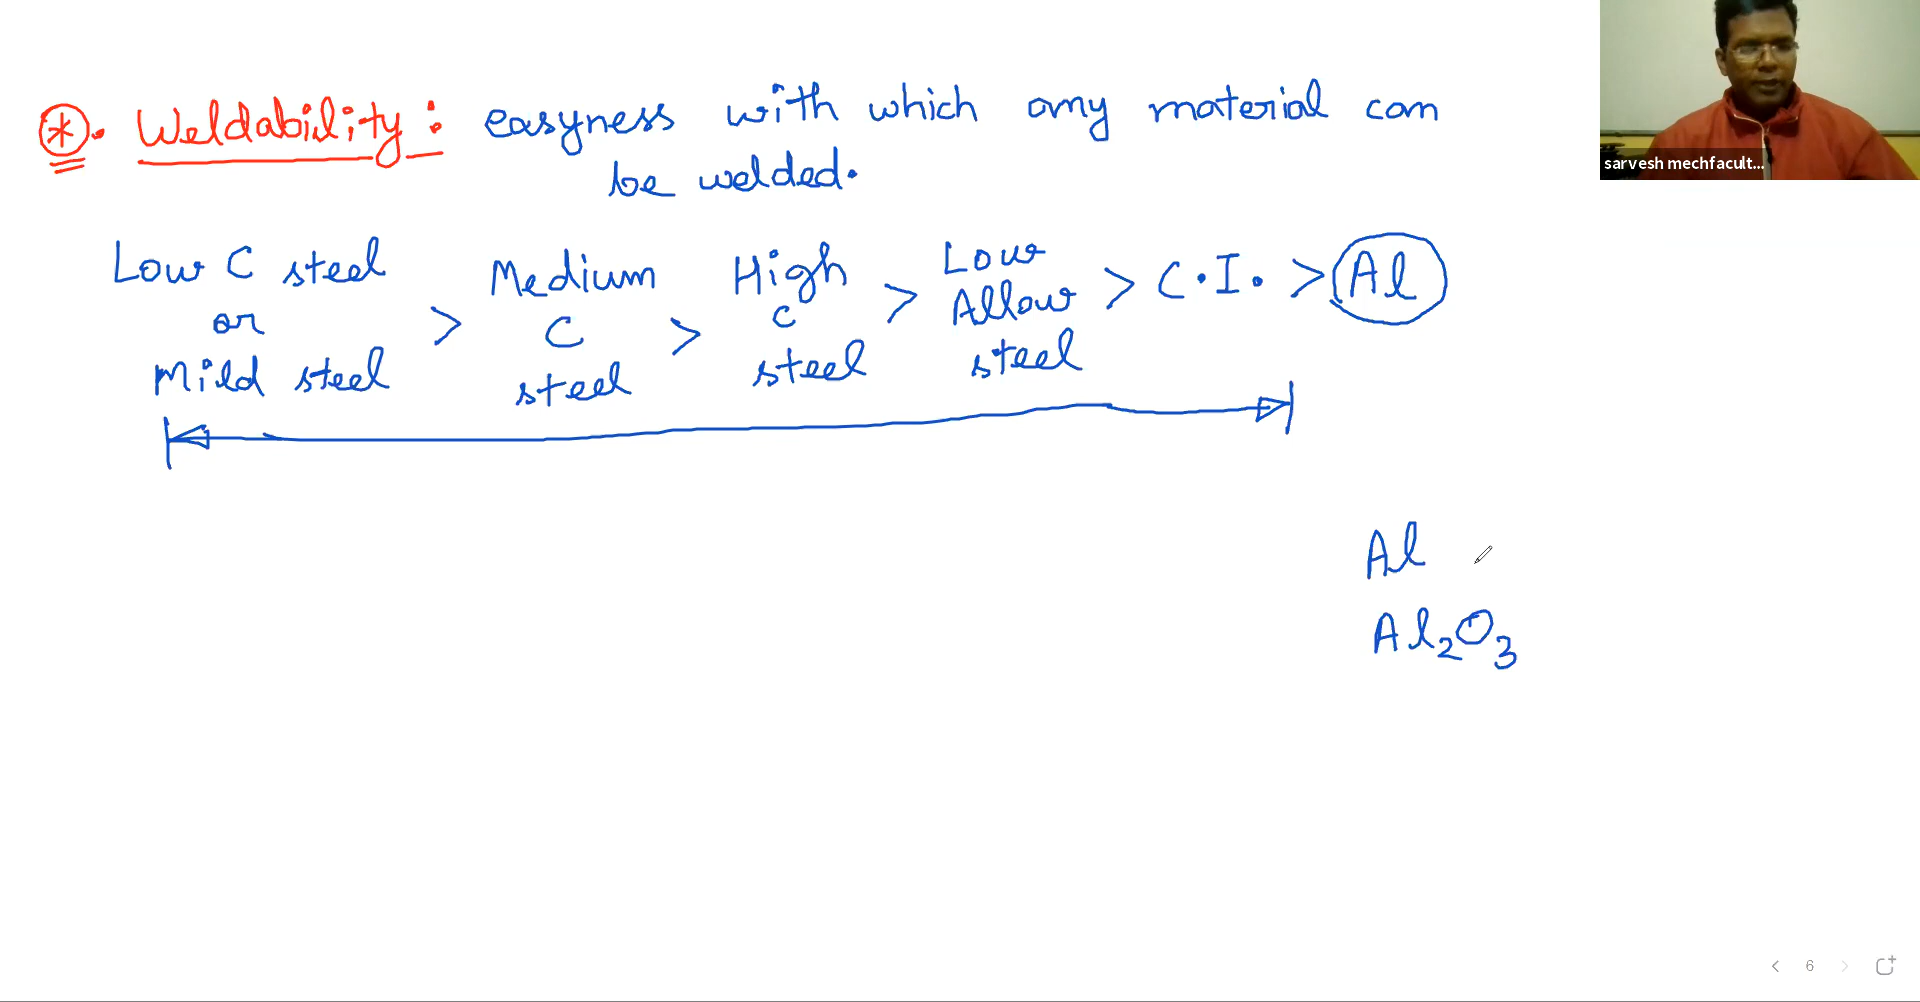 * Weldability : easyness with which any material can
be welded.
Low C steel or Mild steel > Medium C steel > High C steel > Low Allow steel > C.I. > Al
Al
Al2O3
sarvesh mechfacult...
6